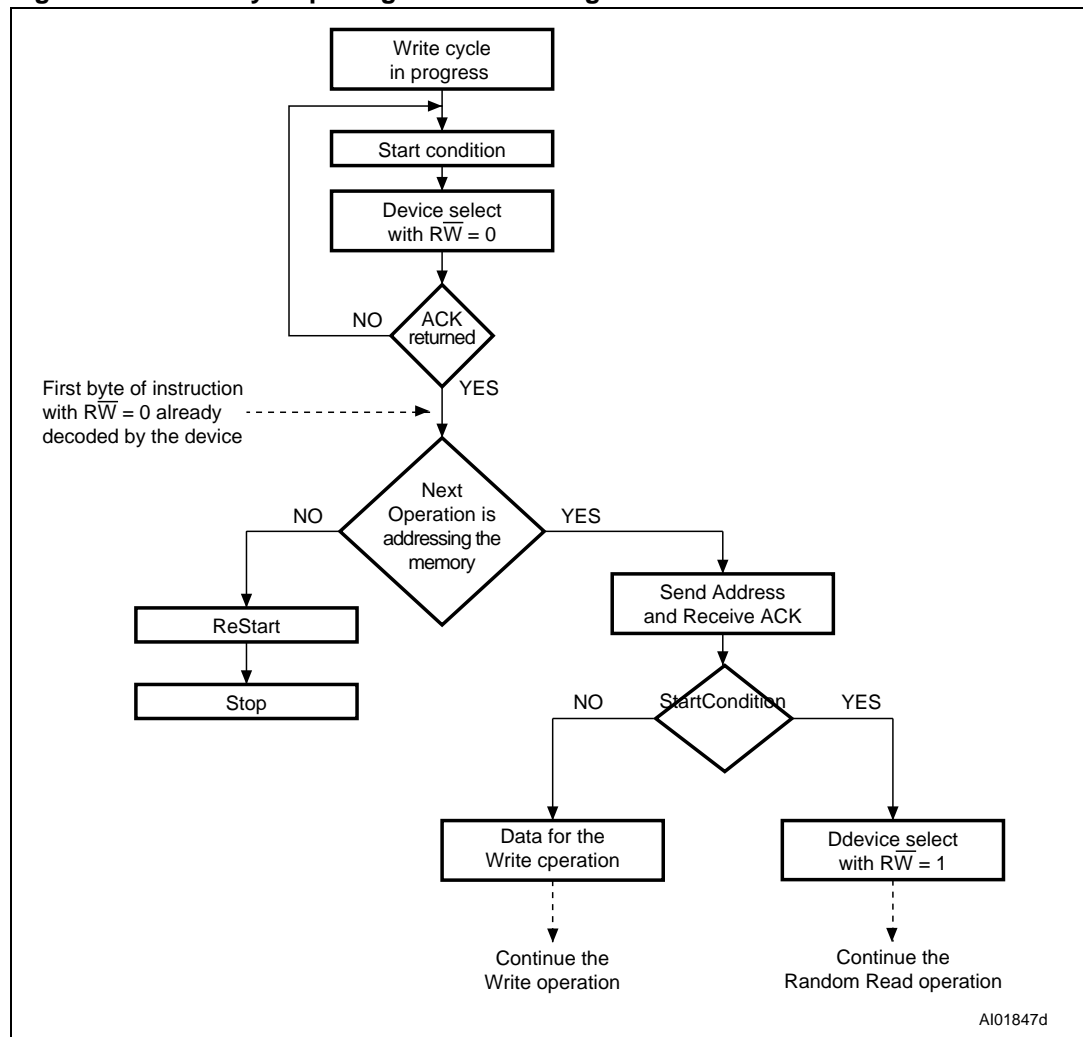 Write cycle
in progress
Start condition
Device select
with RW̅ = 0
NO
ACK
returned
YES
First byte of instruction
with RW̅ = 0 already
decoded by the device
Next
Operation is
addressing the
memory
NO
YES
Send Address
and Receive ACK
ReStart
Stop
StartCondition
NO
YES
Data for the
Write cperation
Ddevice select
with RW̅ = 1
Continue the
Write operation
Continue the
Random Read operation
AI01847d